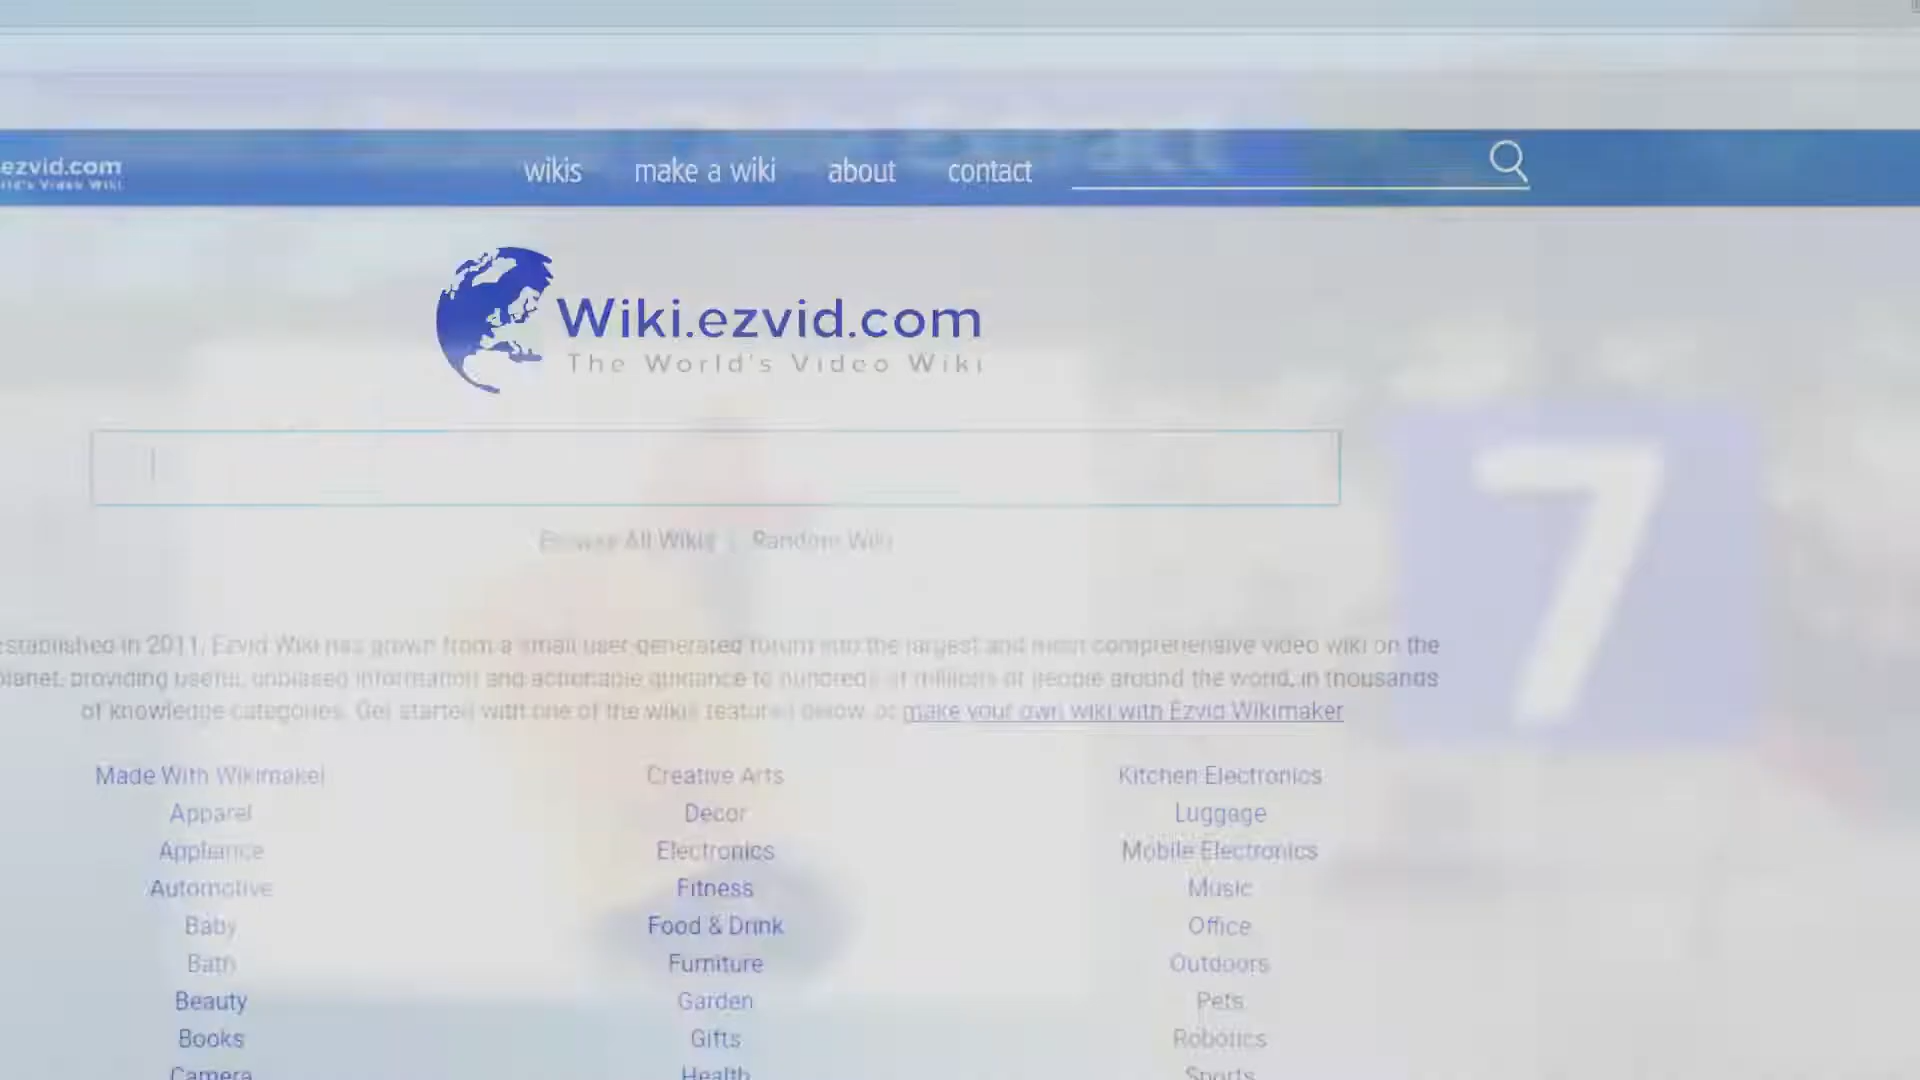 ezvid.com
wikis make a wiki about contact
Wiki.ezvid.com
The World's Video Wiki
Browse All Wikis | Random Wiki
7
established in 2011, Ezvid Wiki has grown from a small user-generated forum into the largest and most comprehensive video wiki on the
planet, providing useful, unbiased information and actionable guidance to hundreds of millions of people around the world, in thousands
of knowledge categories. Get started with one of the wikis featured below, or make your own wiki with Ezvid Wikimaker
Made With Wikimaker Creative Arts Kitchen Electronics
Apparel Decor Luggage
Appliance Electronics Mobile Electronics
Automotive Fitness Music
Baby Food & Drink Office
Bath Furniture Outdoors
Beauty Garden Pets
Books Gifts Robotics
Camera Health Sports